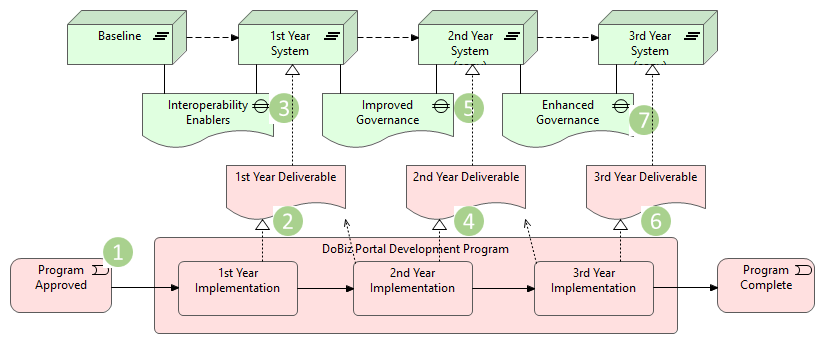 Baseline
1st Year
System
2nd Year
System
3rd Year
System
Interoperability
Enablers
3
Improved
Governance
5
Enhanced
Governance
7
1st Year Deliverable
2nd Year Deliverable
3rd Year Deliverable
2
4
6
1
DoBiz Portal Development Program
Program
Approved
1st Year
Implementation
2nd Year
Implementation
3rd Year
Implementation
Program
Complete